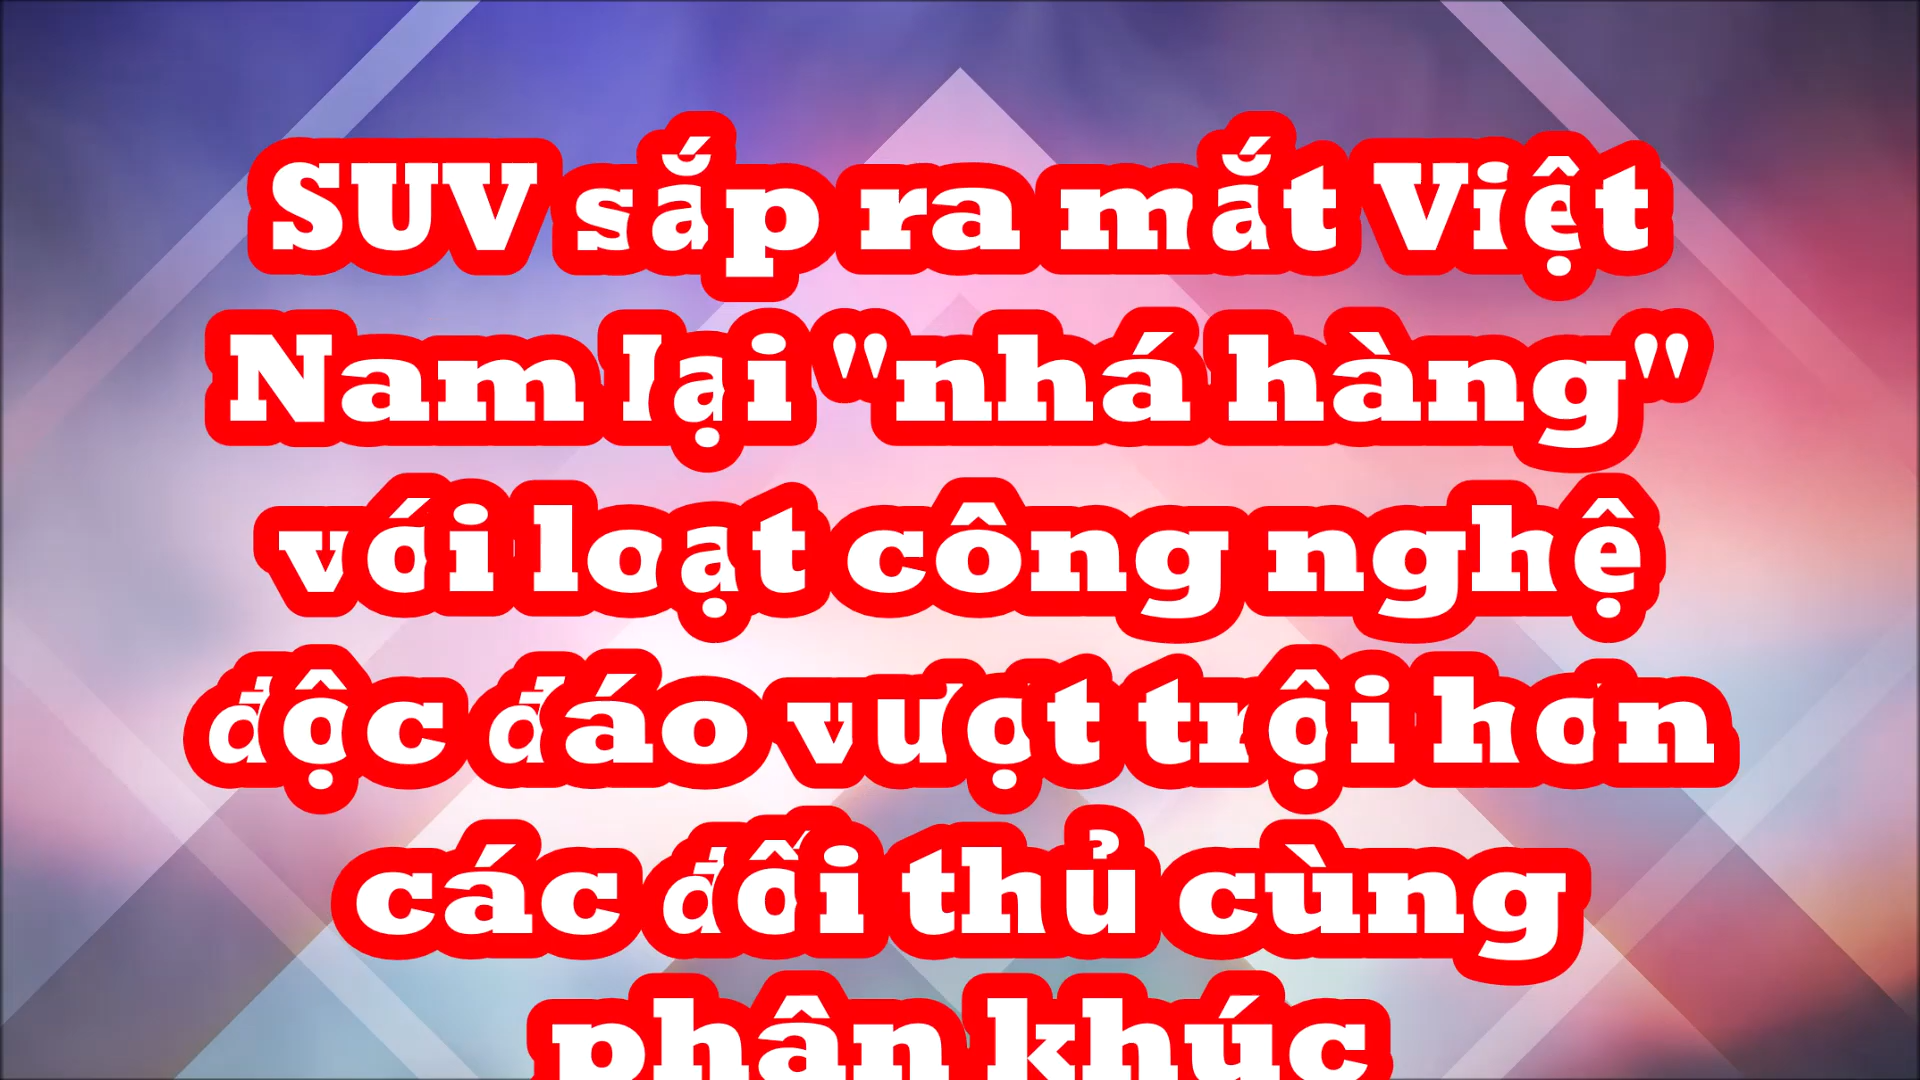 SUV sắp ra mắt Việt
Nam lại "nhá hàng"
với loạt công nghệ
độc đáo vượt trội hơn
các đối thủ cùng
phân khúc